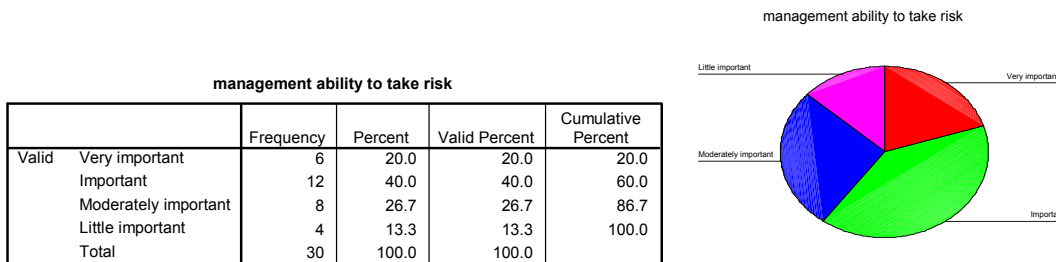 management ability to take risk
Frequency Percent Valid Percent Cumulative Percent
Valid Very important 6 20.0 20.0 20.0
Important 12 40.0 40.0 60.0
Moderately important 8 26.7 26.7 86.7
Little important 4 13.3 13.3 100.0
Total 30 100.0 100.0
management ability to take risk
Little important
Very importan
Moderately important
Importa